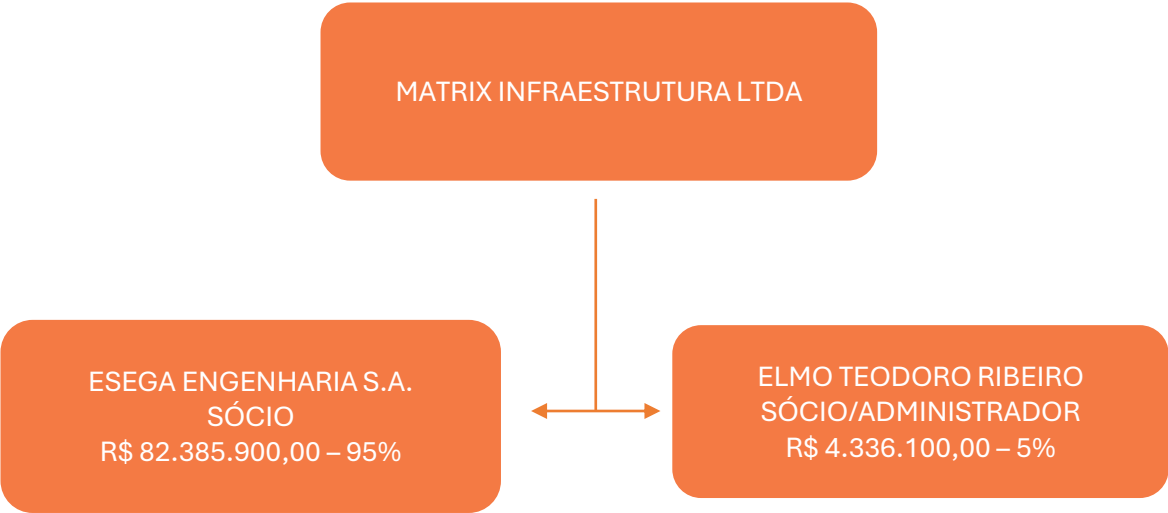 MATRIX INFRAESTRUTURA LTDA
ESEGA ENGENHARIA S.A.
SÓCIO
R$ 82.385.900,00 – 95%
ELMO TEODORO RIBEIRO
SÓCIO/ADMINISTRADOR
R$ 4.336.100,00 – 5%